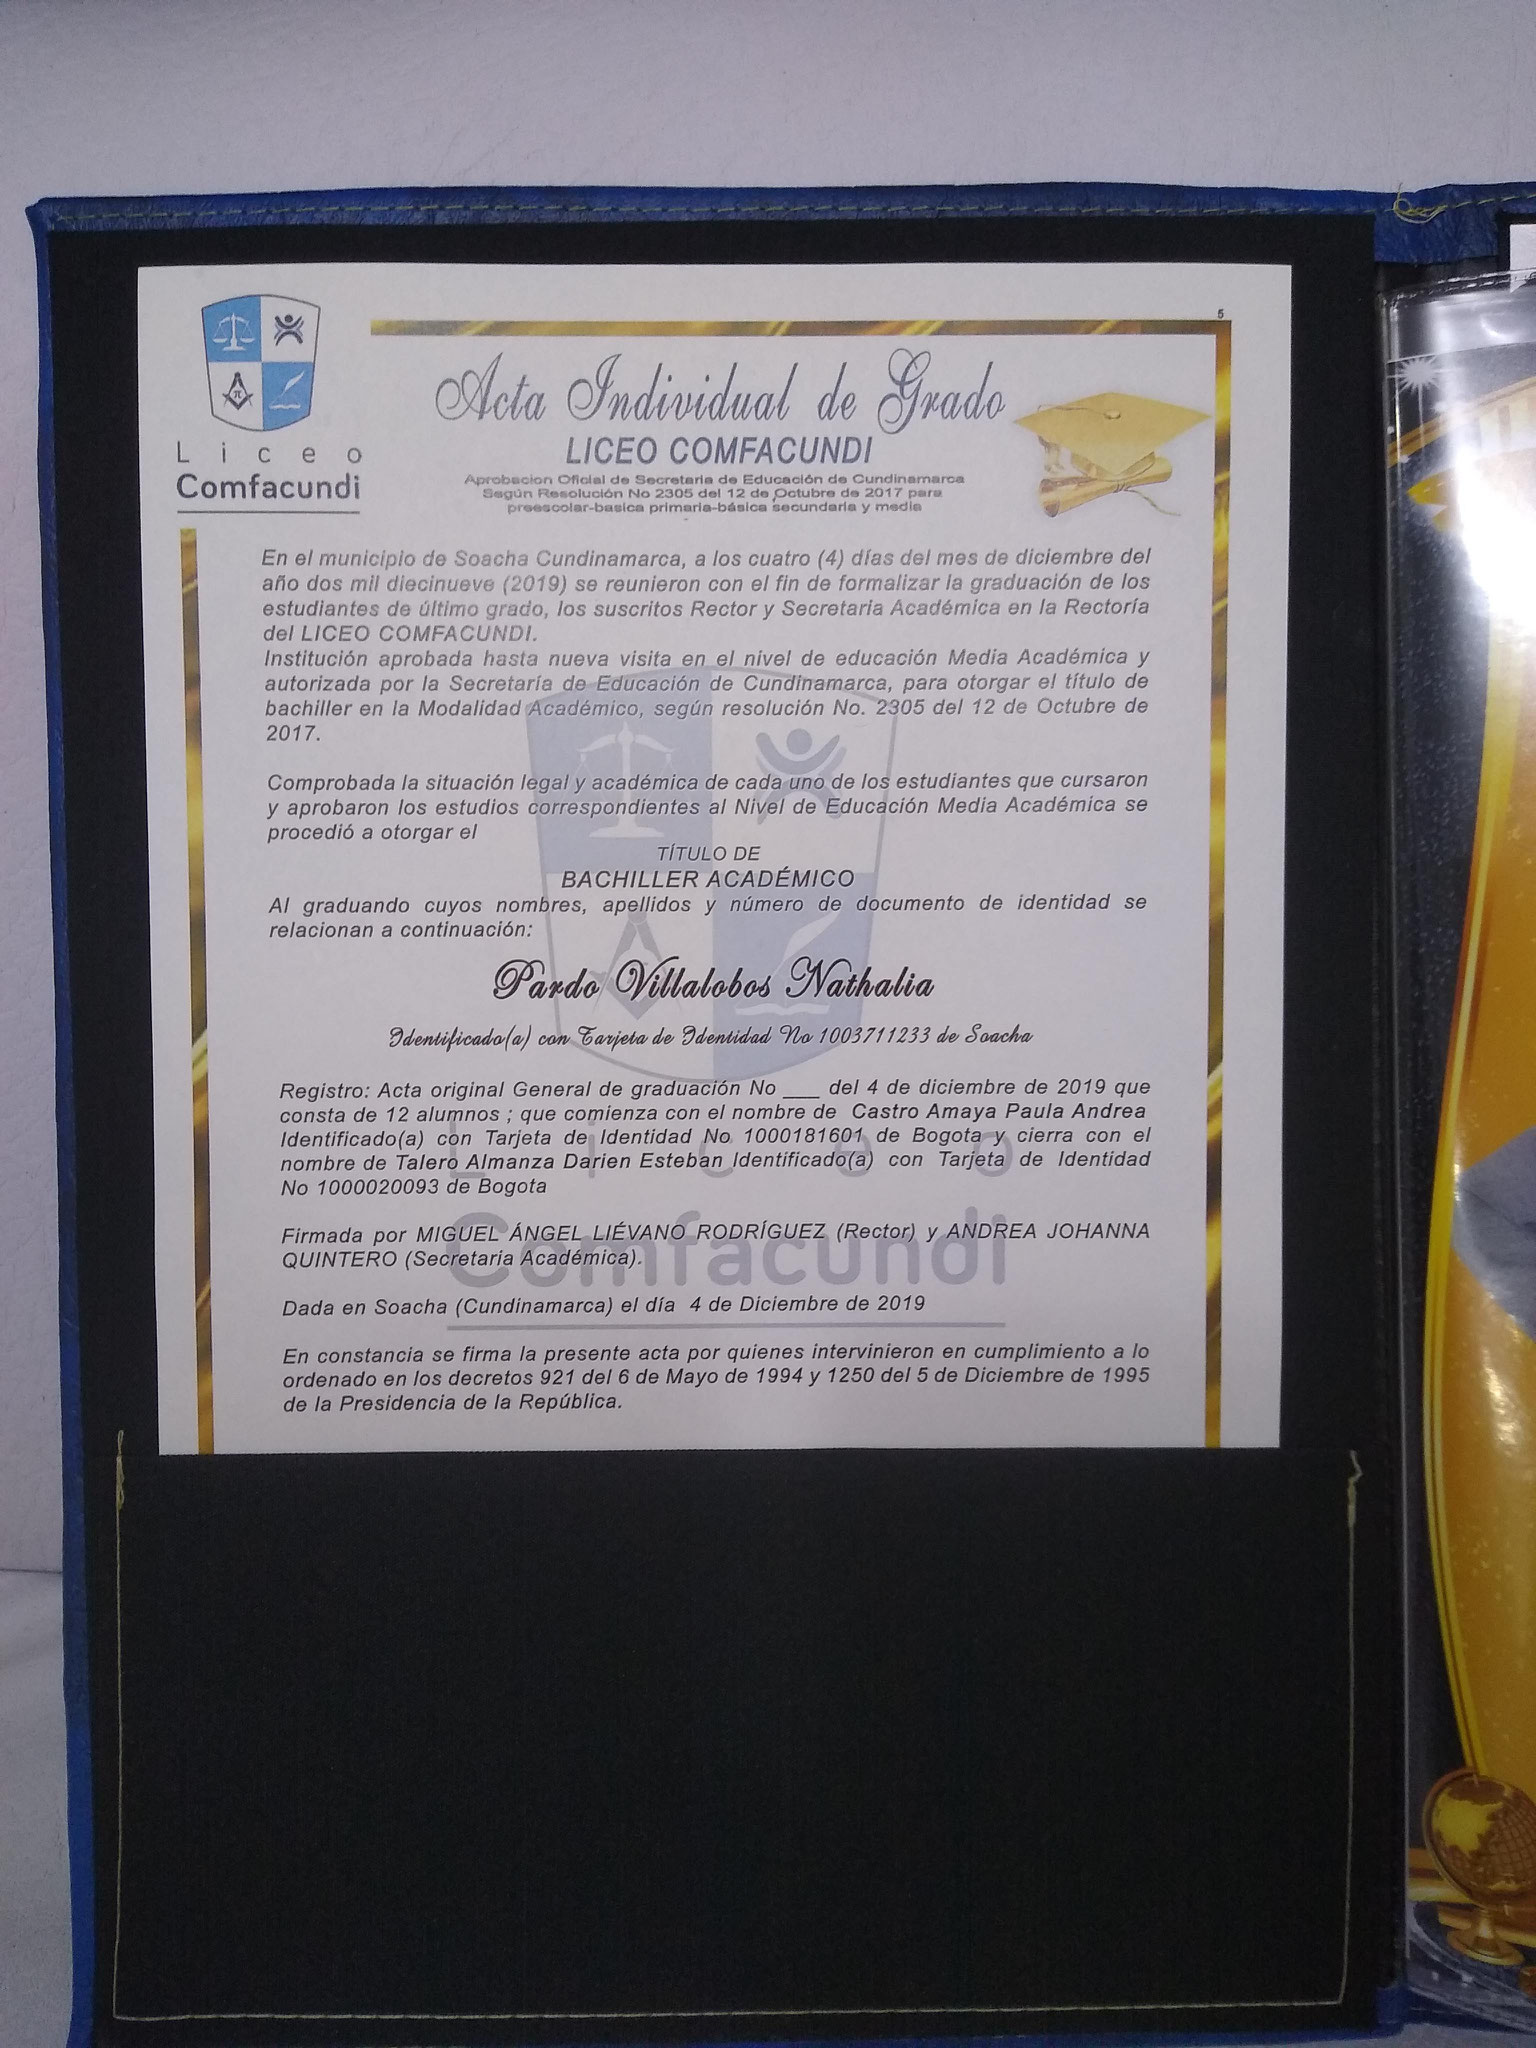 5
Acta Individual de Grado
LICEO COMFACUNDI
Liceo
Comfacundi
Aprobacion Oficial de Secretaria de Educación de Cundinamarca
Según Resolución No 2305 del 12 de Octubre de 2017 para
preescolar-basica primaria-básica secundaria y media
En el municipio de Soacha Cundinamarca, a los cuatro (4) días del mes de diciembre del
año dos mil diecinueve (2019) se reunieron con el fin de formalizar la graduación de los
estudiantes de último grado, los suscritos Rector y Secretaria Académica en la Rectoría
del LICEO COMFACUNDI.
Institución aprobada hasta nueva visita en el nivel de educación Media Académica y
autorizada por la Secretaría de Educación de Cundinamarca, para otorgar el título de
bachiller en la Modalidad Académico, según resolución No. 2305 del 12 de Octubre de
2017.
Comprobada la situación legal y académica de cada uno de los estudiantes que cursaron
y aprobaron los estudios correspondientes al Nivel de Educación Media Académica se
procedió a otorgar el
TÍTULO DE
BACHILLER ACADÉMICO
Al graduando cuyos nombres, apellidos y número de documento de identidad se
relacionan a continuación:
Pardo Villalobos Nathalia
Identificado(a) con Tarjeta de Identidad No 1003711233 de Soacha
Registro: Acta original General de graduación No ___ del 4 de diciembre de 2019 que
consta de 12 alumnos ; que comienza con el nombre de Castro Amaya Paula Andrea
Identificado(a) con Tarjeta de Identidad No 1000181601 de Bogota y cierra con el
nombre de Talero Almanza Darien Esteban Identificado(a) con Tarjeta de Identidad
No 1000020093 de Bogota
Liceo
Comfacundi
Firmada por MIGUEL ÁNGEL LIÉVANO RODRÍGUEZ (Rector) y ANDREA JOHANNA
QUINTERO (Secretaria Académica).
Dada en Soacha (Cundinamarca) el día 4 de Diciembre de 2019
En constancia se firma la presente acta por quienes intervinieron en cumplimiento a lo
ordenado en los decretos 921 del 6 de Mayo de 1994 y 1250 del 5 de Diciembre de 1995
de la Presidencia de la República.